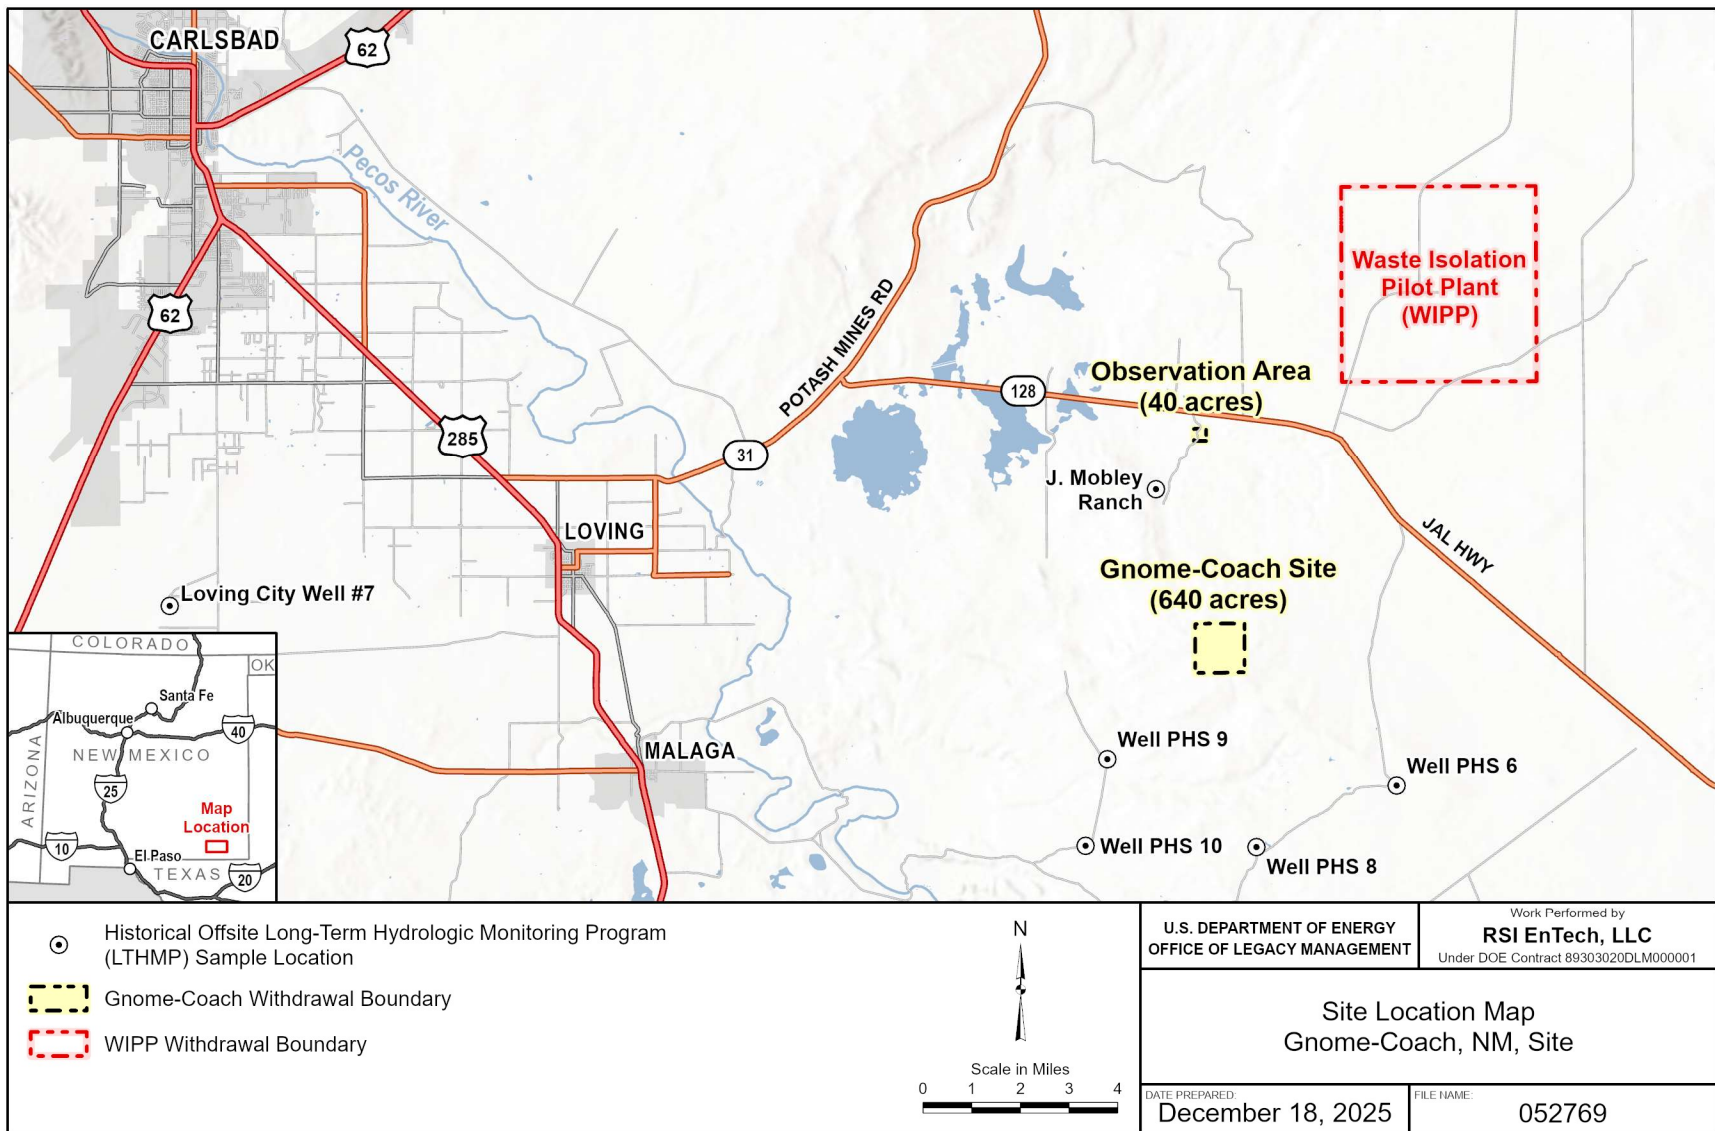 CARLSBAD
62
Pecos River
POTASH MINES RD
Waste Isolation
Pilot Plant
(WIPP)
62
Observation Area
(40 acres)
128
285
31
J. Mobley
Ranch
LOVING
JAL HWY
Gnome-Coach Site
(640 acres)
Loving City Well #7
COLORADO
OK
Santa Fe
Albuquerque
40
NEW MEXICO
ARIZONA
25
Map
Location
10
El Paso
TEXAS
20
MALAGA
Well PHS 9
Well PHS 6
Well PHS 10
Well PHS 8
Historical Offsite Long-Term Hydrologic Monitoring Program
(LTHMP) Sample Location
Gnome-Coach Withdrawal Boundary
WIPP Withdrawal Boundary
N
Scale in Miles
0 1 2 3 4
U.S. DEPARTMENT OF ENERGY
OFFICE OF LEGACY MANAGEMENT
Work Performed by
RSI EnTech, LLC
Under DOE Contract 89303020DLM000001
Site Location Map
Gnome-Coach, NM, Site
DATE PREPARED:
December 18, 2025
FILE NAME:
052769